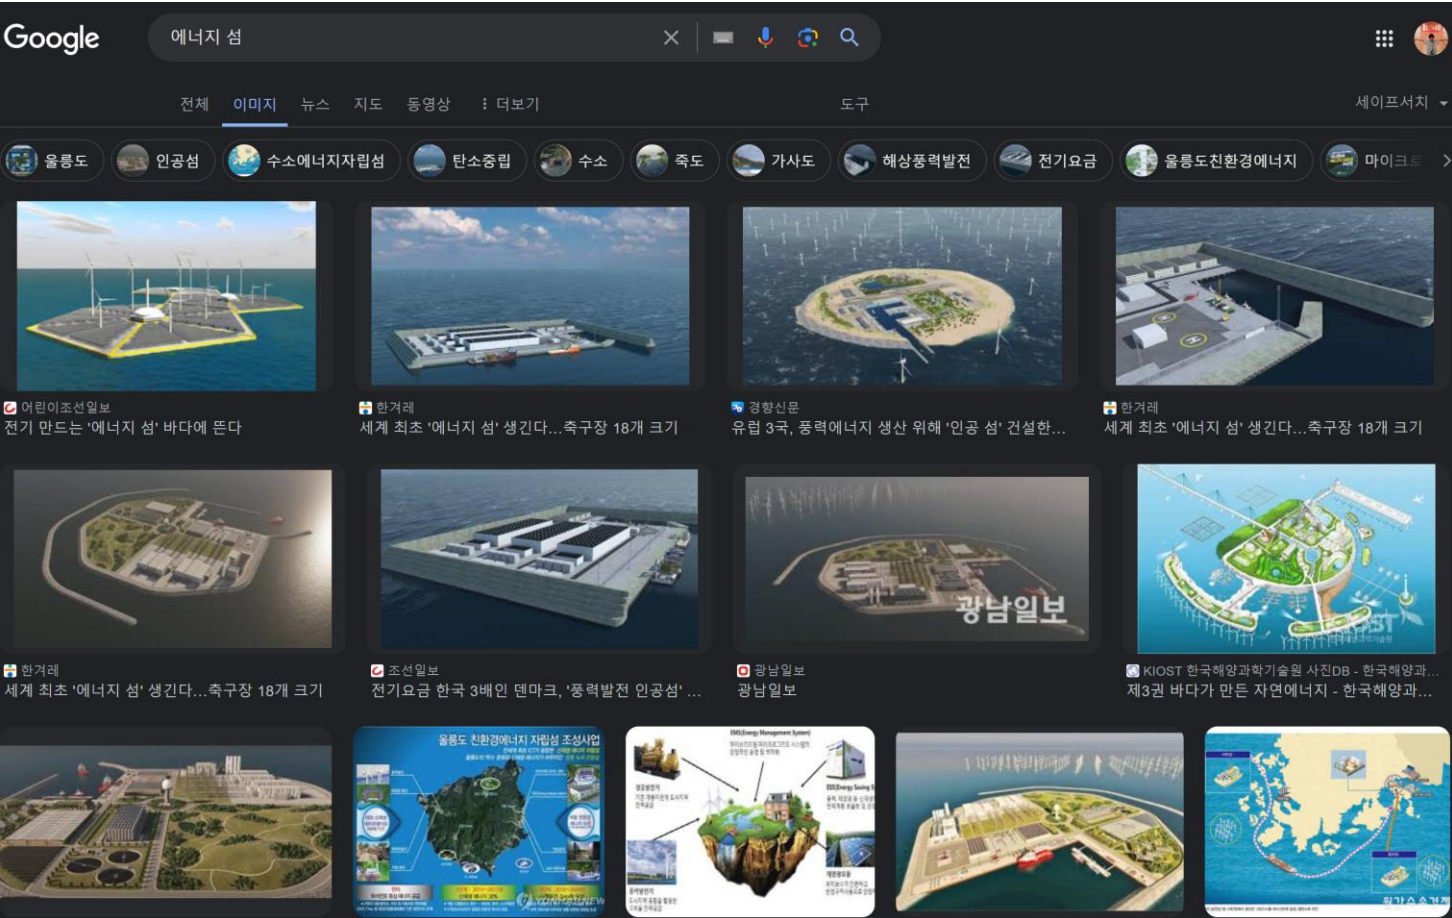 Google
에너지 섬
전체 이미지 뉴스 지도 동영상 더보기 도구 세이프서치
울릉도 인공섬 수소에너지자립섬 탄소중립 수소 죽도 가사도 해상풍력발전 전기요금 울릉도친환경에너지 마이크로
어린이조선일보 한겨레 경향신문 한겨레
전기 만드는 '에너지 섬' 바다에 뜬다 세계 최초 '에너지 섬' 생긴다...축구장 18개 크기 유럽 3국, 풍력에너지 생산 위해 '인공 섬' 건설한... 세계 최초 '에너지 섬' 생긴다...축구장 18개 크기
광남일보
KIOST
한겨레 조선일보 광남일보 KIOST 한국해양과학기술원 사진DB - 한국해양과...
세계 최초 '에너지 섬' 생긴다...축구장 18개 크기 전기요금 한국 3배인 덴마크, '풍력발전 인공섬' ... 광남일보 제3권 바다가 만든 자연에너지 - 한국해양과...
울릉도 친환경에너지 자립섬 조성사업
EMS(Energy Management System)
ESS(Energy Saving S
YONHAPNEW